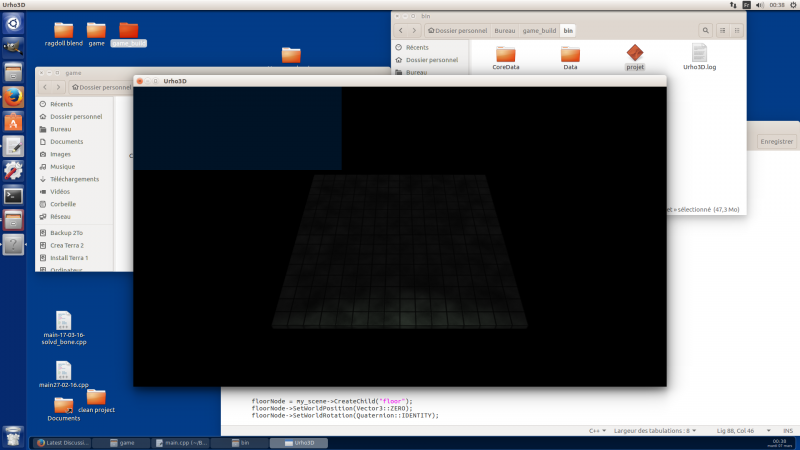 Urho3D
Fr
00:38
ragdoll blend
game
game_build
bin
Dossier personnel
Bureau
game_build
bin
Récents
Dossier personnel
Bureau
CoreData
Data
projet
Urho3D.log
game
Dossier personnel
Urho3D
Récents
Dossier personnel
Bureau
Documents
Images
Musique
Téléchargements
Vidéos
Corbeille
Réseau
Backup 2To
Crea Terra 2
Install Terra 1
Ordinateur
Enregistrer
sélectionné (47,3 Mo)
main-17-03-16-
solvd_bone.cpp
main27-02-16.cpp
Documents
clean project
floorNode = my_scene->CreateChild("floor");
floorNode->SetWorldPosition(Vector3::ZERO);
floorNode->SetWorldRotation(Quaternion::IDENTITY);
C++
Largeur des tabulations : 8
Lig 88, Col 46
INS
Latest Discussi...
game
main.cpp (~/B...
bin
Urho3D
00:38
mardi 01 mars